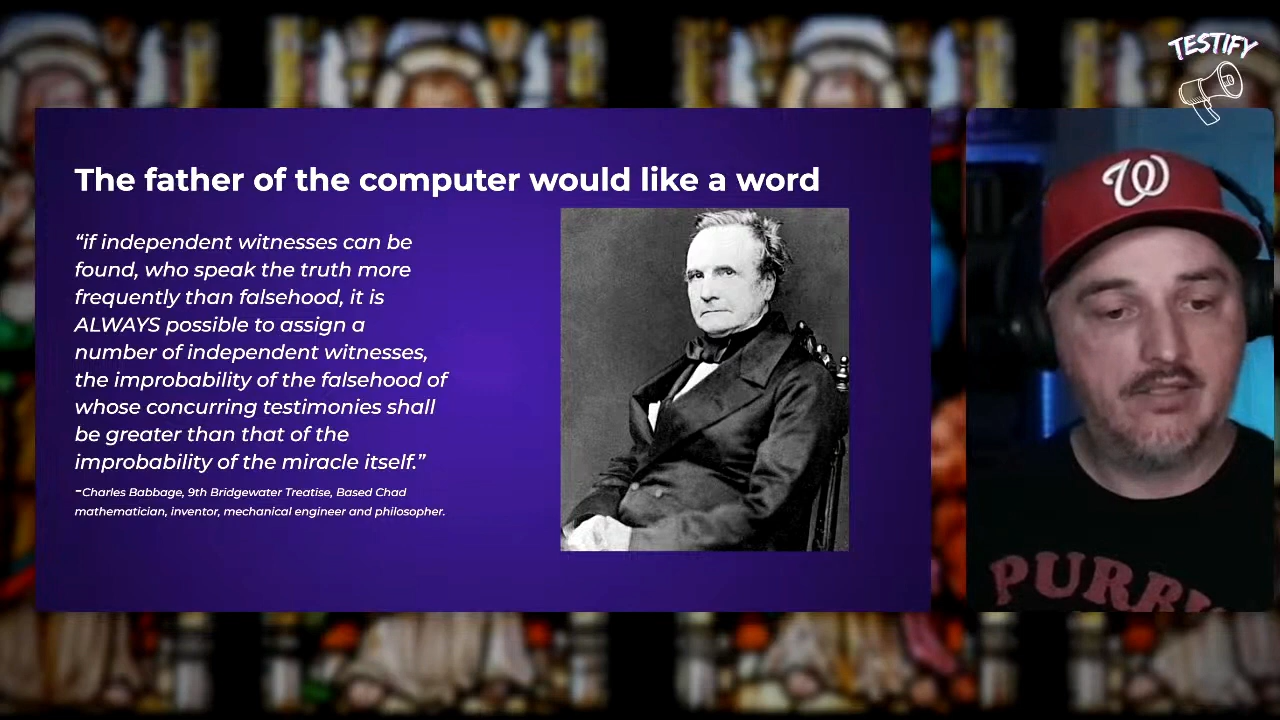 TESTIFY
The father of the computer would like a word
“if independent witnesses can be
found, who speak the truth more
frequently than falsehood, it is
ALWAYS possible to assign a
number of independent witnesses,
the improbability of the falsehood of
whose concurring testimonies shall
be greater than that of the
improbability of the miracle itself.”
-Charles Babbage, 9th Bridgewater Treatise, Based Chad
mathematician, inventor, mechanical engineer and philosopher.
W